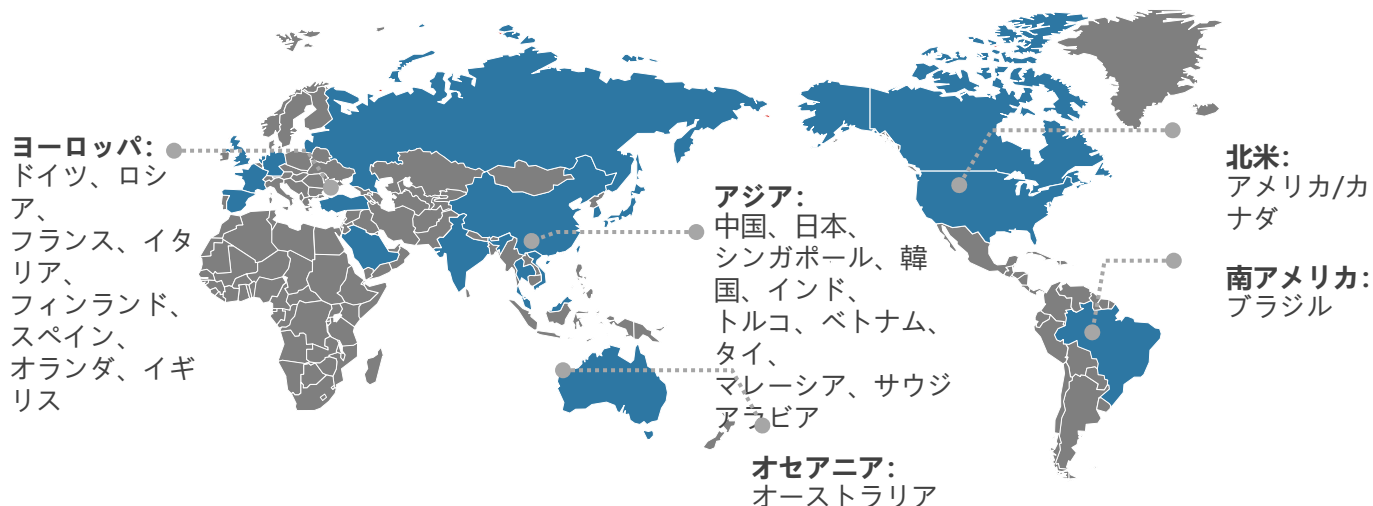 ヨーロッパ：
ドイツ、ロシ
ア、
フランス、イタ
リア、
フィンランド、
スペイン、
オランダ、イギ
リス
アジア：
中国、日本、
シンガポール、韓
国、インド、
トルコ、ベトナム、
タイ、
マレーシア、サウジ
アラビア
オセアニア：
オーストラリア
北米：
アメリカ/カ
ナダ
南アメリカ：
ブラジル